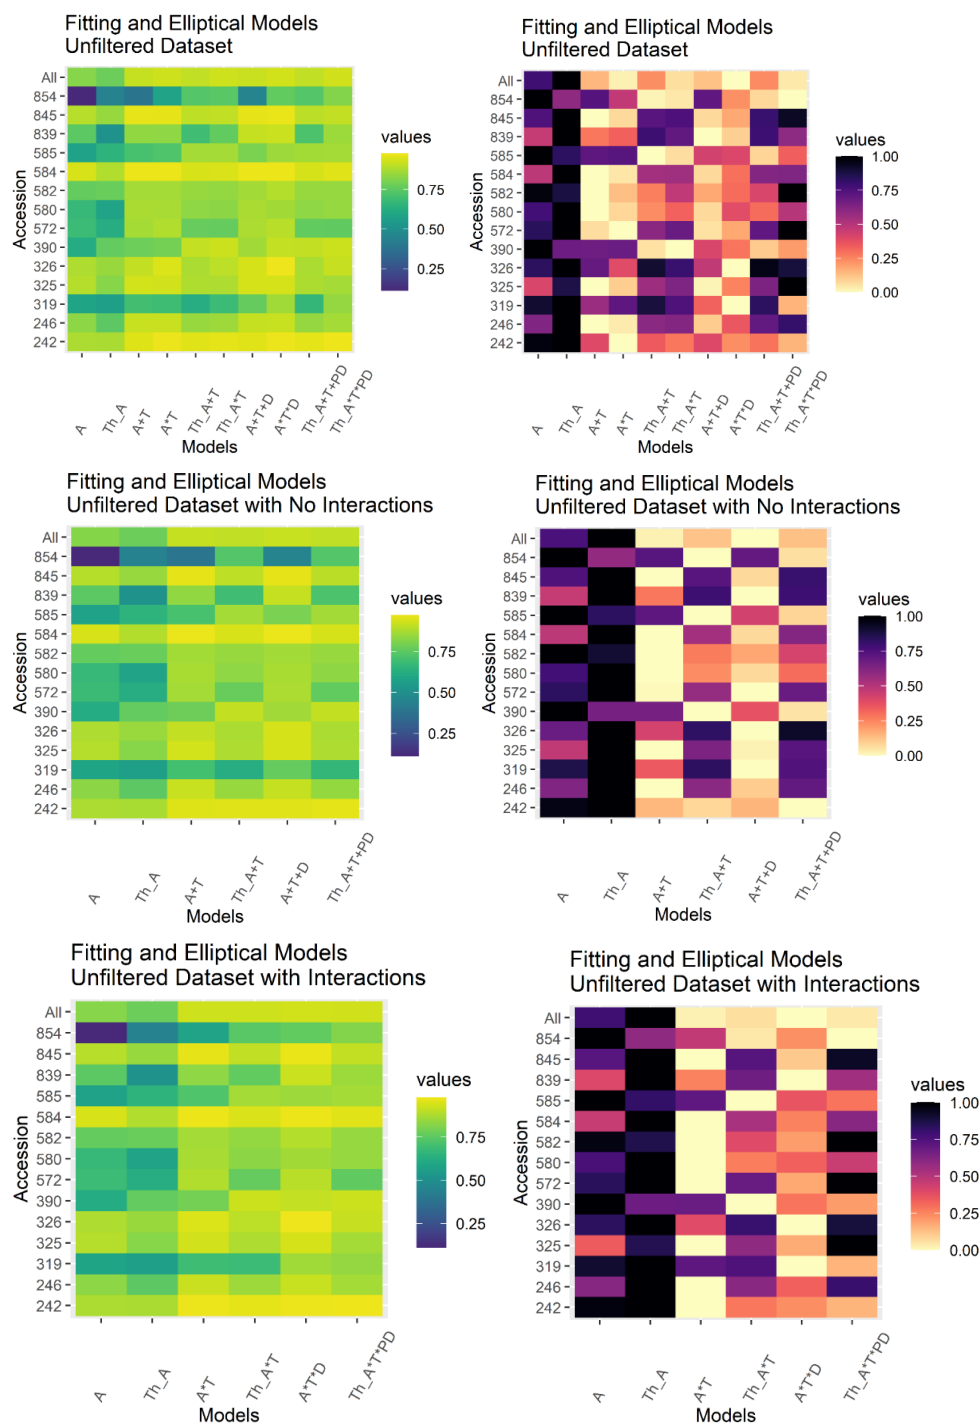 Fitting and Elliptical Models
Unfiltered Dataset
Accession
All
854
845
839
585
584
582
580
572
390
326
325
319
246
242
A
Th_A
A+T
A*T
Th_A+T
Th_A*T
A+T+D
A*T*D
Th_A+T+PD
Th_A*T*PD
Models
values
0.75
0.50
0.25
Fitting and Elliptical Models
Unfiltered Dataset
Accession
All
854
845
839
585
584
582
580
572
390
326
325
319
246
242
A
Th_A
A+T
A*T
Th_A+T
Th_A*T
A+T+D
A*T*D
Th_A+T+PD
Th_A*T*PD
Models
values
1.00
0.75
0.50
0.25
0.00
Fitting and Elliptical Models
Unfiltered Dataset with No Interactions
Accession
All
854
845
839
585
584
582
580
572
390
326
325
319
246
242
A
Th_A
A+T
Th_A+T
A+T+D
Th_A+T+PD
Models
values
0.75
0.50
0.25
Fitting and Elliptical Models
Unfiltered Dataset with No Interactions
Accession
All
854
845
839
585
584
582
580
572
390
326
325
319
246
242
A
Th_A
A+T
Th_A+T
A+T+D
Th_A+T+PD
Models
values
1.00
0.75
0.50
0.25
0.00
Fitting and Elliptical Models
Unfiltered Dataset with Interactions
Accession
All
854
845
839
585
584
582
580
572
390
326
325
319
246
242
A
Th_A
A*T
Th_A*T
A*T*D
Th_A*T*PD
Models
values
0.75
0.50
0.25
Fitting and Elliptical Models
Unfiltered Dataset with Interactions
Accession
All
854
845
839
585
584
582
580
572
390
326
325
319
246
242
A
Th_A
A*T
Th_A*T
A*T*D
Th_A*T*PD
Models
values
1.00
0.75
0.50
0.25
0.00